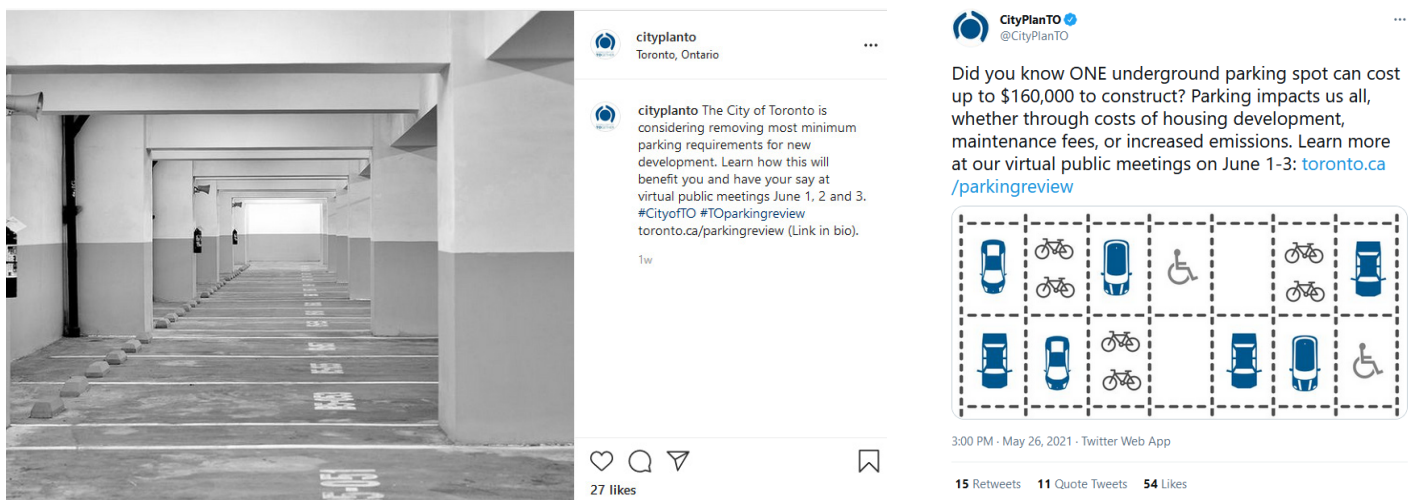 cityplanto
Toronto, Ontario
cityplanto The City of Toronto is
considering removing most minimum
parking requirements for new
development. Learn how this will
benefit you and have your say at
virtual public meetings June 1, 2 and 3.
#CityofTO #TOparkingreview
toronto.ca/parkingreview (Link in bio).
1w
27 likes
CityPlanTO
@CityPlanTO
Did you know ONE underground parking spot can cost
up to $160,000 to construct? Parking impacts us all,
whether through costs of housing development,
maintenance fees, or increased emissions. Learn more
at our virtual public meetings on June 1-3: toronto.ca
/parkingreview
3:00 PM · May 26, 2021 · Twitter Web App
15 Retweets 11 Quote Tweets 54 Likes